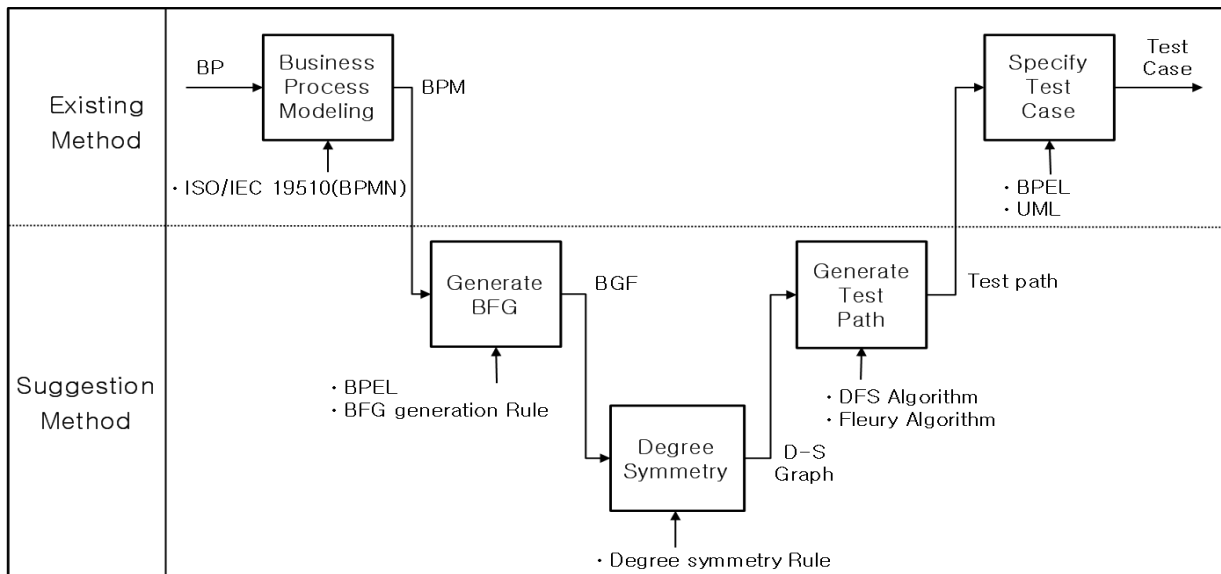 Existing
Method
BP
Business
Process
Modeling
BPM
· ISO/IEC 19510(BPMN)
Specify
Test
Case
Test
Case
· BPEL
· UML
Suggestion
Method
Generate
BFG
BGF
· BPEL
· BFG generation Rule
Degree
Symmetry
D-S
Graph
· Degree symmetry Rule
Generate
Test
Path
Test path
· DFS Algorithm
· Fleury Algorithm